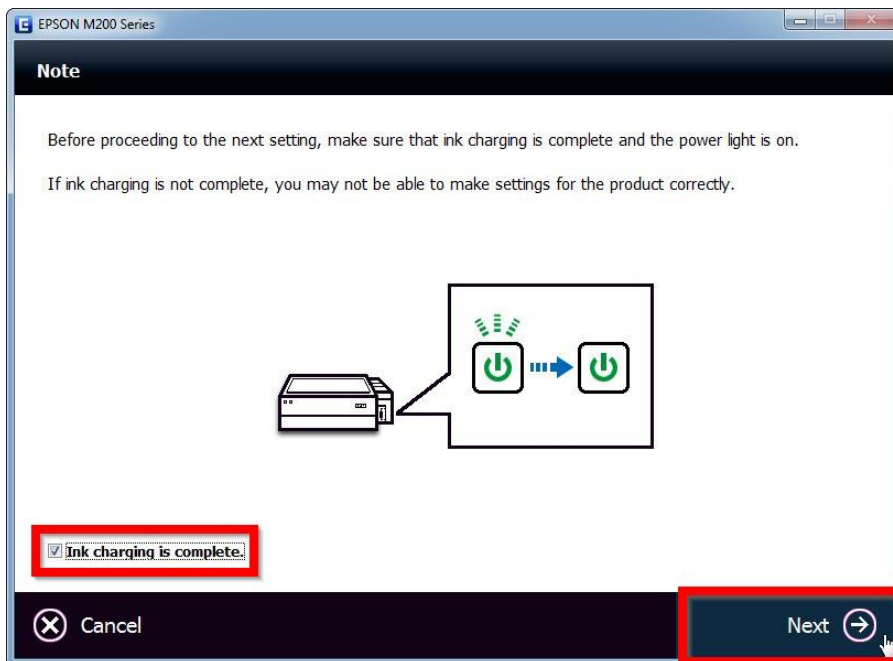 EPSON M200 Series
Note
Before proceeding to the next setting, make sure that ink charging is complete and the power light is on.
If ink charging is not complete, you may not be able to make settings for the product correctly.
Ink charging is complete.
Cancel
Next